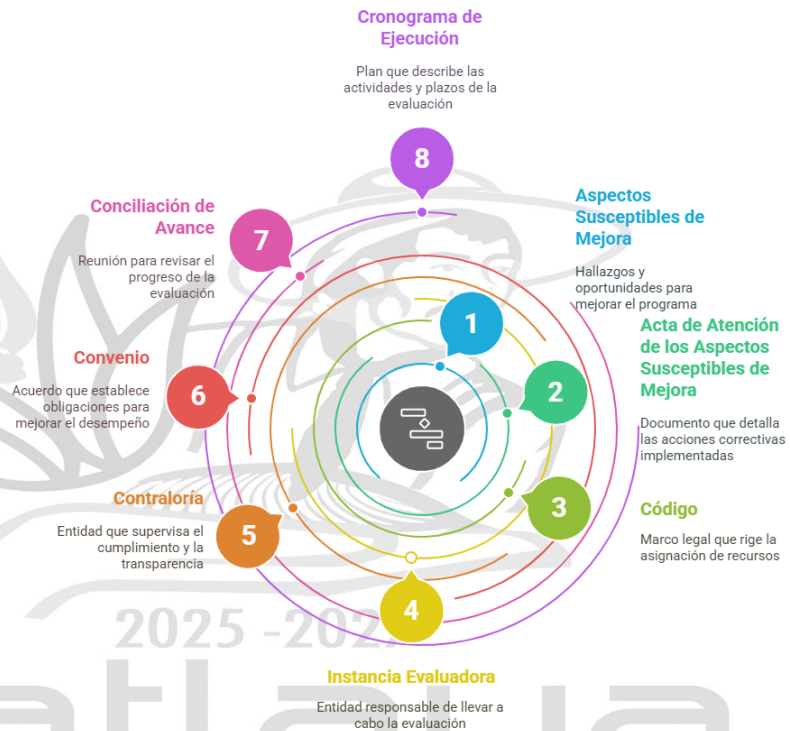 Cronograma de
Ejecución
Plan que describe las
actividades y plazos de la
evaluación
8
Aspectos
Susceptibles de
Mejora
Hallazgos y
oportunidades para
mejorar el programa
1
Acta de Atención
de los Aspectos
Susceptibles de
Mejora
Documento que detalla
las acciones correctivas
implementadas
2
Código
Marco legal que rige la
asignación de recursos
3
Instancia Evaluadora
Entidad responsable de llevar a
cabo la evaluación
4
Contraloría
Entidad que supervisa el
cumplimiento y la
transparencia
5
Convenio
Acuerdo que establece
obligaciones para
mejorar el desempeño
6
Conciliación de
Avance
Reunión para revisar el
progreso de la
evaluación
7
2025 -202